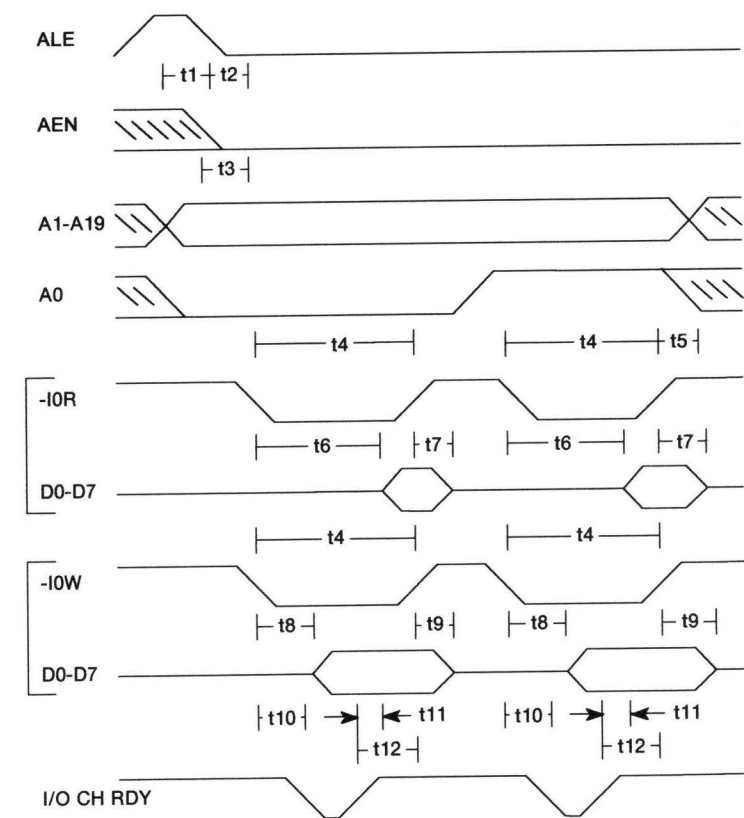 ALE
t1 t2
AEN
t3
A1-A19
A0
t4 t4 t5
-I0R
t6 t7 t6 t7
D0-D7
t4 t4
-I0W
t8 t9 t8 t9
D0-D7
t10 t11 t10 t11
t12 t12
I/O CH RDY